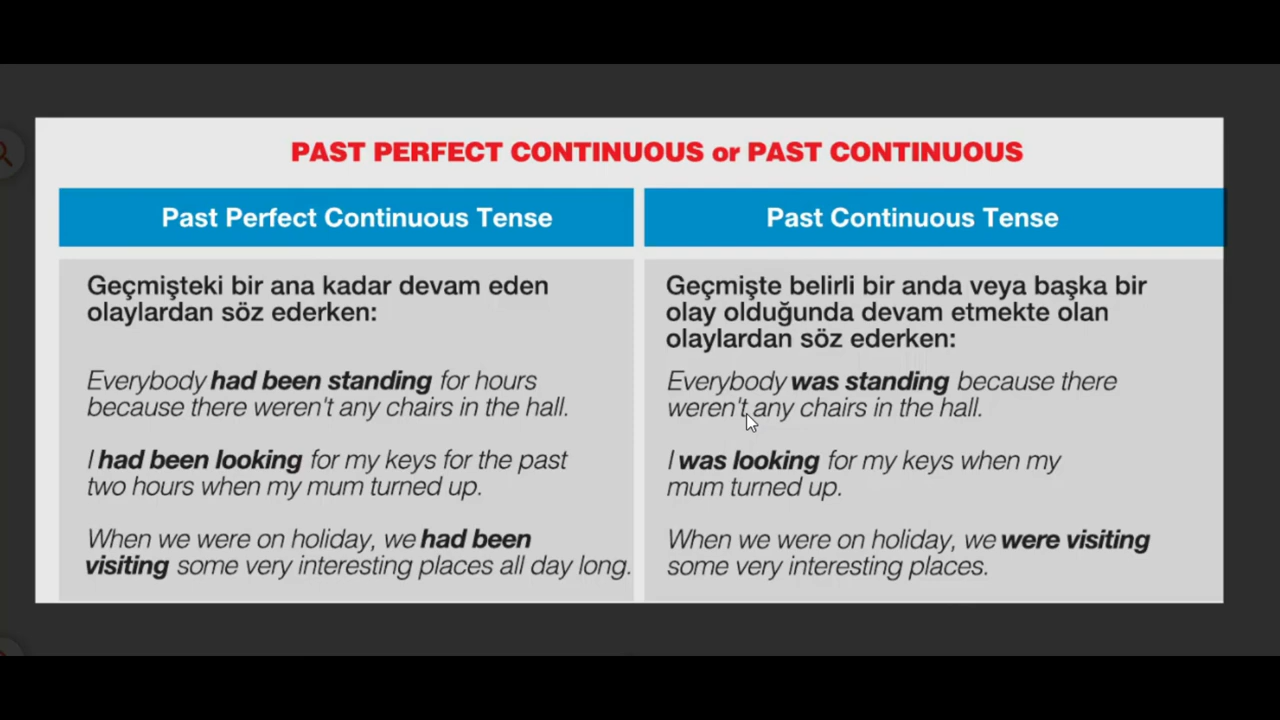 PAST PERFECT CONTINUOUS or PAST CONTINUOUS
Past Perfect Continuous Tense
Geçmişteki bir ana kadar devam eden
olaylardan söz ederken:
Everybody had been standing for hours
because there weren't any chairs in the hall.
I had been looking for my keys for the past
two hours when my mum turned up.
When we were on holiday, we had been
visiting some very interesting places all day long.
Past Continuous Tense
Geçmişte belirli bir anda veya başka bir
olay olduğunda devam etmekte olan
olaylardan söz ederken:
Everybody was standing because there
weren't any chairs in the hall.
I was looking for my keys when my
mum turned up.
When we were on holiday, we were visiting
some very interesting places.